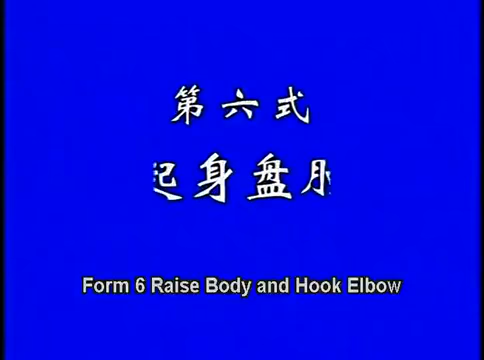 第六式
身盘
Form 6 Raise Body and Hook Elbow